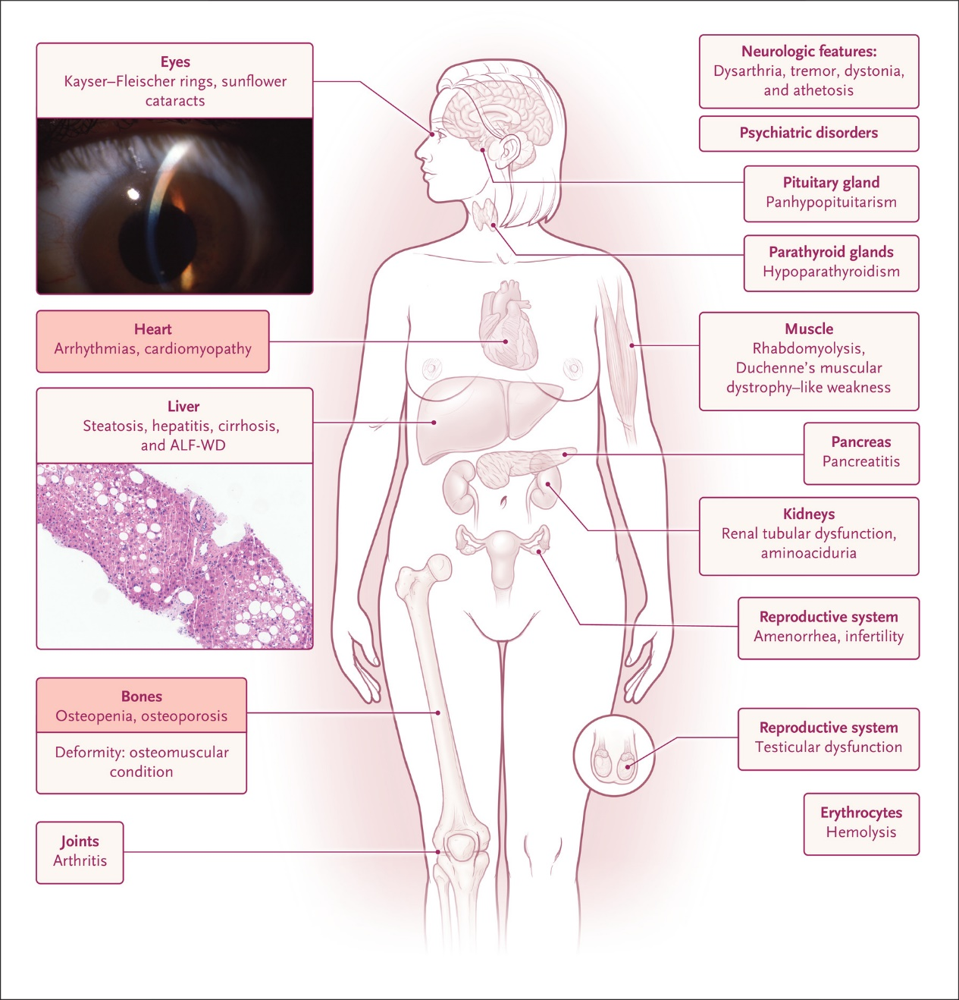 Eyes
Kayser–Fleischer rings, sunflower
cataracts
Heart
Arrhythmias, cardiomyopathy
Liver
Steatosis, hepatitis, cirrhosis,
and ALF-WD
Bones
Osteopenia, osteoporosis
Deformity: osteomuscular
condition
Joints
Arthritis
Neurologic features:
Dysarthria, tremor, dystonia,
and athetosis
Psychiatric disorders
Pituitary gland
Panhypopituitarism
Parathyroid glands
Hypoparathyroidism
Muscle
Rhabdomyolysis,
Duchenne’s muscular
dystrophy–like weakness
Pancreas
Pancreatitis
Kidneys
Renal tubular dysfunction,
aminoaciduria
Reproductive system
Amenorrhea, infertility
Reproductive system
Testicular dysfunction
Erythrocytes
Hemolysis